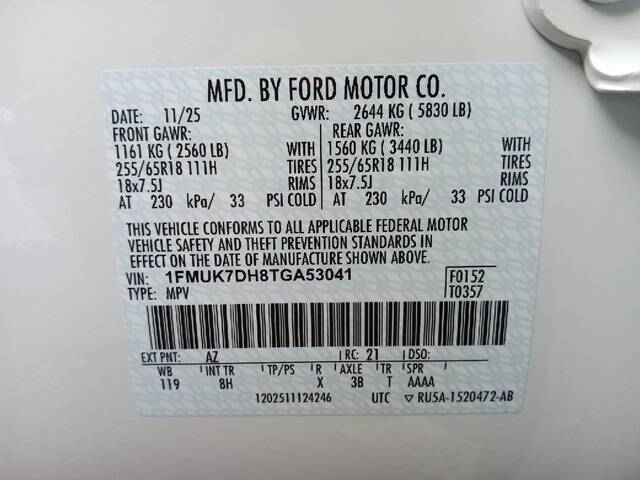 MFD. BY FORD MOTOR CO.
DATE: 11/25 GVWR: 2644 KG ( 5830 LB)
FRONT GAWR: REAR GAWR:
1161 KG ( 2560 LB) WITH 1560 KG ( 3440 LB) WITH
255/65R18 111H TIRES 255/65R18 111H TIRES
18x7.5J RIMS 18x7.5J RIMS
AT 230 kPa/ 33 PSI COLD AT 230 kPa/ 33 PSI COLD
THIS VEHICLE CONFORMS TO ALL APPLICABLE FEDERAL MOTOR
VEHICLE SAFETY AND THEFT PREVENTION STANDARDS IN
EFFECT ON THE DATE OF MANUFACTURE SHOWN ABOVE.
VIN: 1FMUK7DH8TGA53041 F0152
TYPE: MPV T0357
EXT PNT: AZ RC: 21 DSO:
WB INT TR TP/PS R AXLE TR SPR
119 8H X 3B T AAAA
1202511124246 UTC ▽ RU5A-1520472-AB